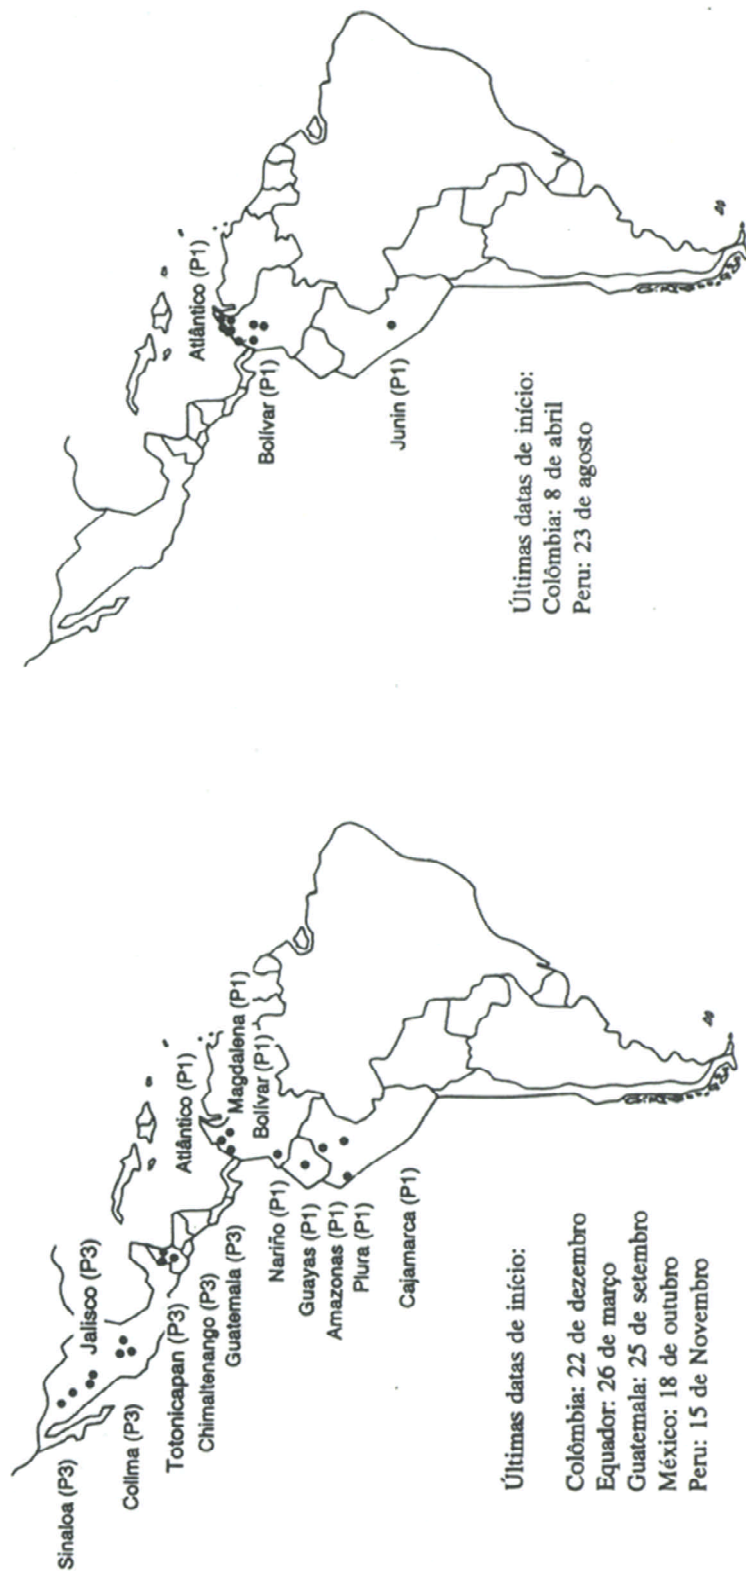 Sinaloa (P3)
Jalisco (P3)
Colima (P3)
Totonicapan (P3)
Chimaltenango (P3)
Guatemala (P3)
Atlântico (P1)
Magdalena (P1)
Bolívar (P1)
Nariño (P1)
Guayas (P1)
Amazonas (P1)
Piura (P1)
Cajamarca (P1)
Últimas datas de início:
Colômbia: 22 de dezembro
Equador: 26 de março
Guatemala: 25 de setembro
México: 18 de outubro
Peru: 15 de Novembro
Atlântico (P1)
Bolívar (P1)
Junin (P1)
Últimas datas de início:
Colômbia: 8 de abril
Peru: 23 de agosto